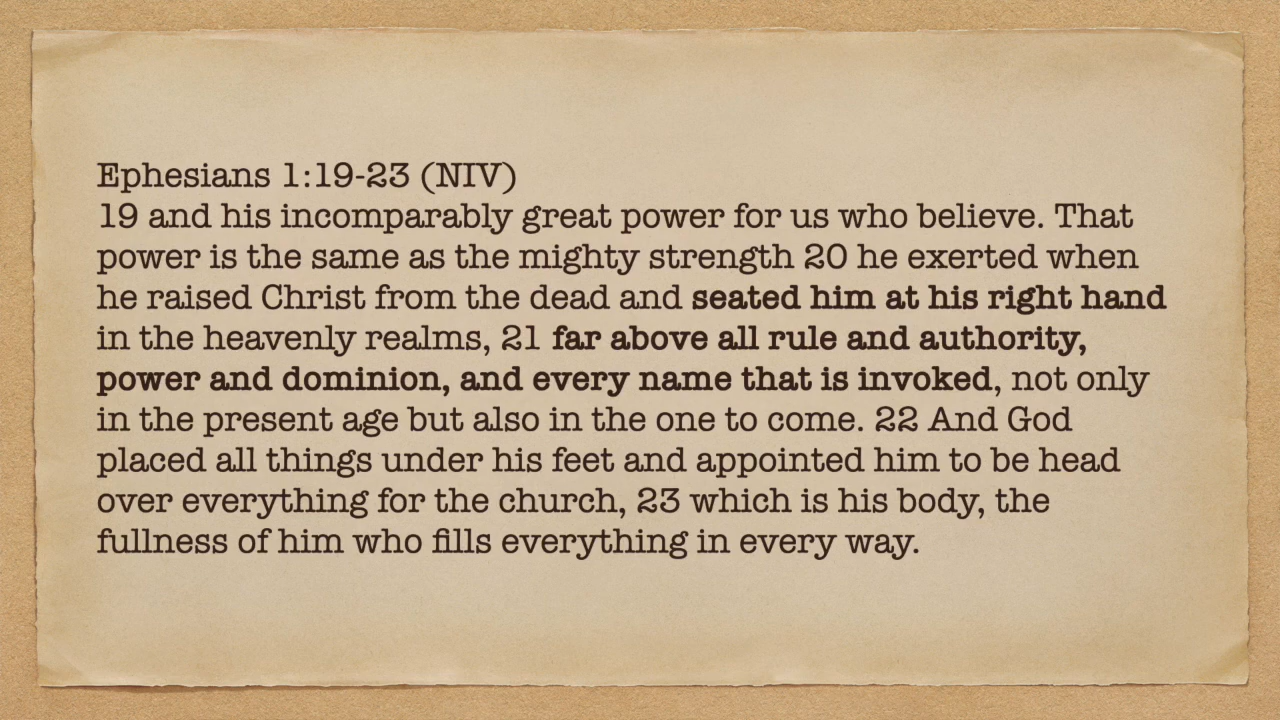 Ephesians 1:19-23 (NIV)
19 and his incomparably great power for us who believe. That
power is the same as the mighty strength 20 he exerted when
he raised Christ from the dead and seated him at his right hand
in the heavenly realms, 21 far above all rule and authority,
power and dominion, and every name that is invoked, not only
in the present age but also in the one to come. 22 And God
placed all things under his feet and appointed him to be head
over everything for the church, 23 which is his body, the
fullness of him who fills everything in every way.